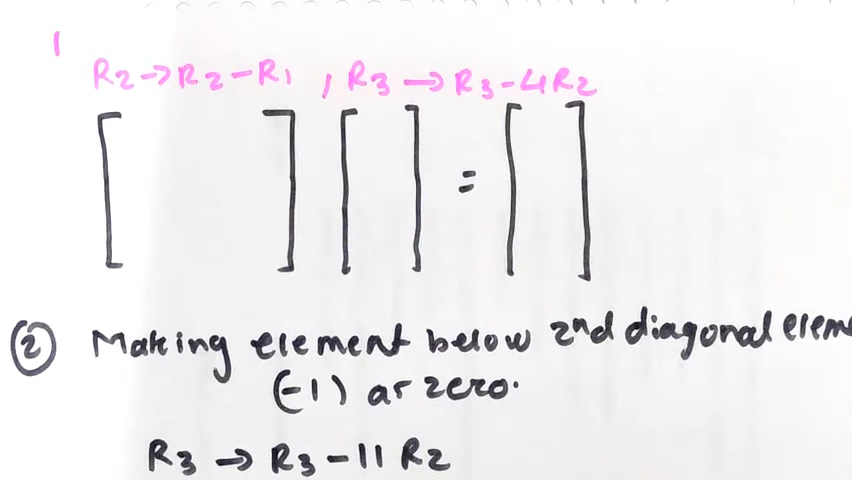 1
R2→R2-R1, R3→R3-4R2
[ ] [ ] = [ ]
② Making element below 2nd diagonal elem
(-1) as zero.
R3 → R3 -11 R2